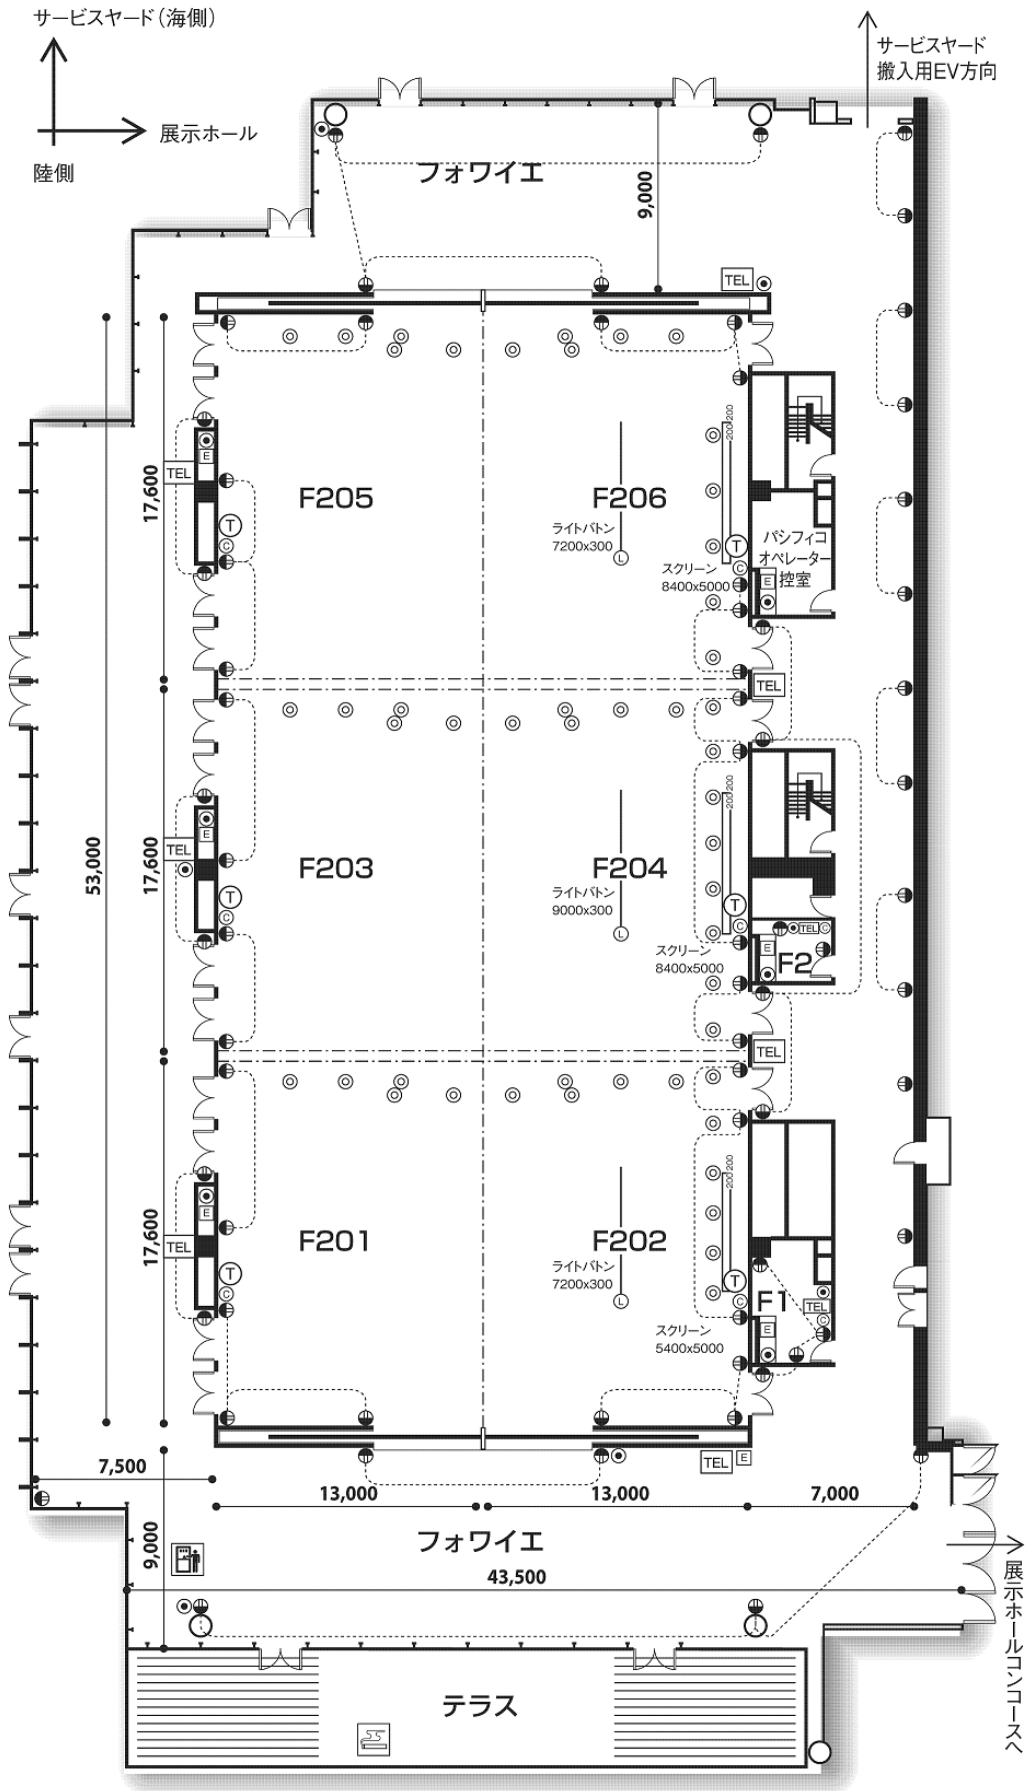 サービスヤード（海側）
展示ホール
陸側
サービスヤード
搬入用EV方向
フォワイエ
9,000
TEL
200 200
E
TEL
17,600
F205
F206
T
C
ライトバトン
7200x300
L
T
パシフィコ
オペレーター
控室
スクリーン
8400x5000
C
E
TEL
200 200
E
TEL
53,000
17,600
F203
F204
T
C
ライトバトン
9000x300
L
T
C
TEL
C
スクリーン
8400x5000
E
F2
TEL
200 200
E
TEL
17,600
F201
F202
T
C
ライトバトン
7200x300
L
T
C
F1
TEL
C
スクリーン
5400x5000
E
TEL
E
7,500
13,000
13,000
7,000
9,000
フォワイエ
43,500
展示ホールコンコースへ
テラス